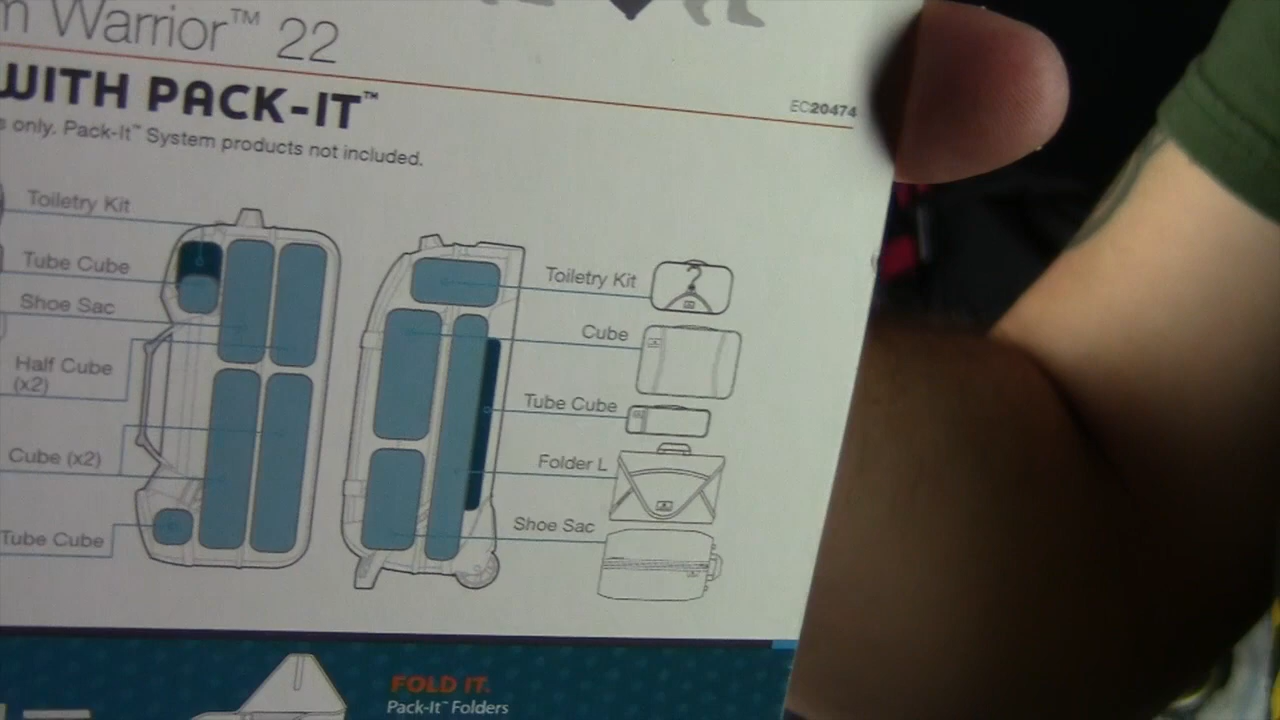 Warrior™ 22
WITH PACK-IT™
EC20474
only. Pack-It™ System products not included.
Toiletry Kit
Tube Cube
Shoe Sac
Half Cube
(x2)
Cube (x2)
Tube Cube
Toiletry Kit
Cube
Tube Cube
Folder L
Shoe Sac
FOLD IT.
Pack-It™ Folders